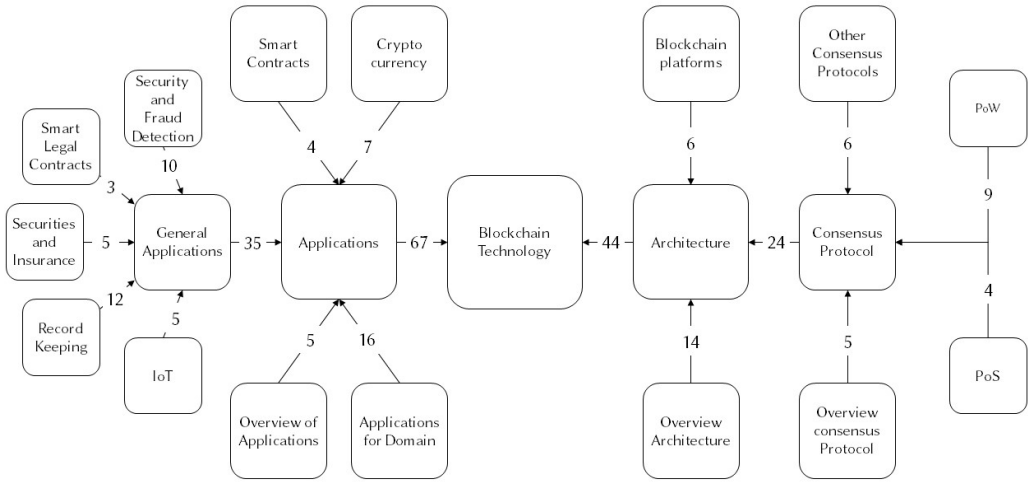 Smart
Contracts
Crypto
currency
Blockchain
platforms
Other
Consensus
Protocols
Security
and
Fraud
Detection
PoW
Smart
Legal
Contracts
10
4
7
6
6
3
9
Securities
and
Insurance
5
General
Applications
35
Applications
67
Blockchain
Technology
44
Architecture
24
Consensus
Protocol
12
5
4
Record
Keeping
5
16
14
5
IoT
PoS
Overview of
Applications
Applications
for Domain
Overview
Architecture
Overview
consensus
Protocol